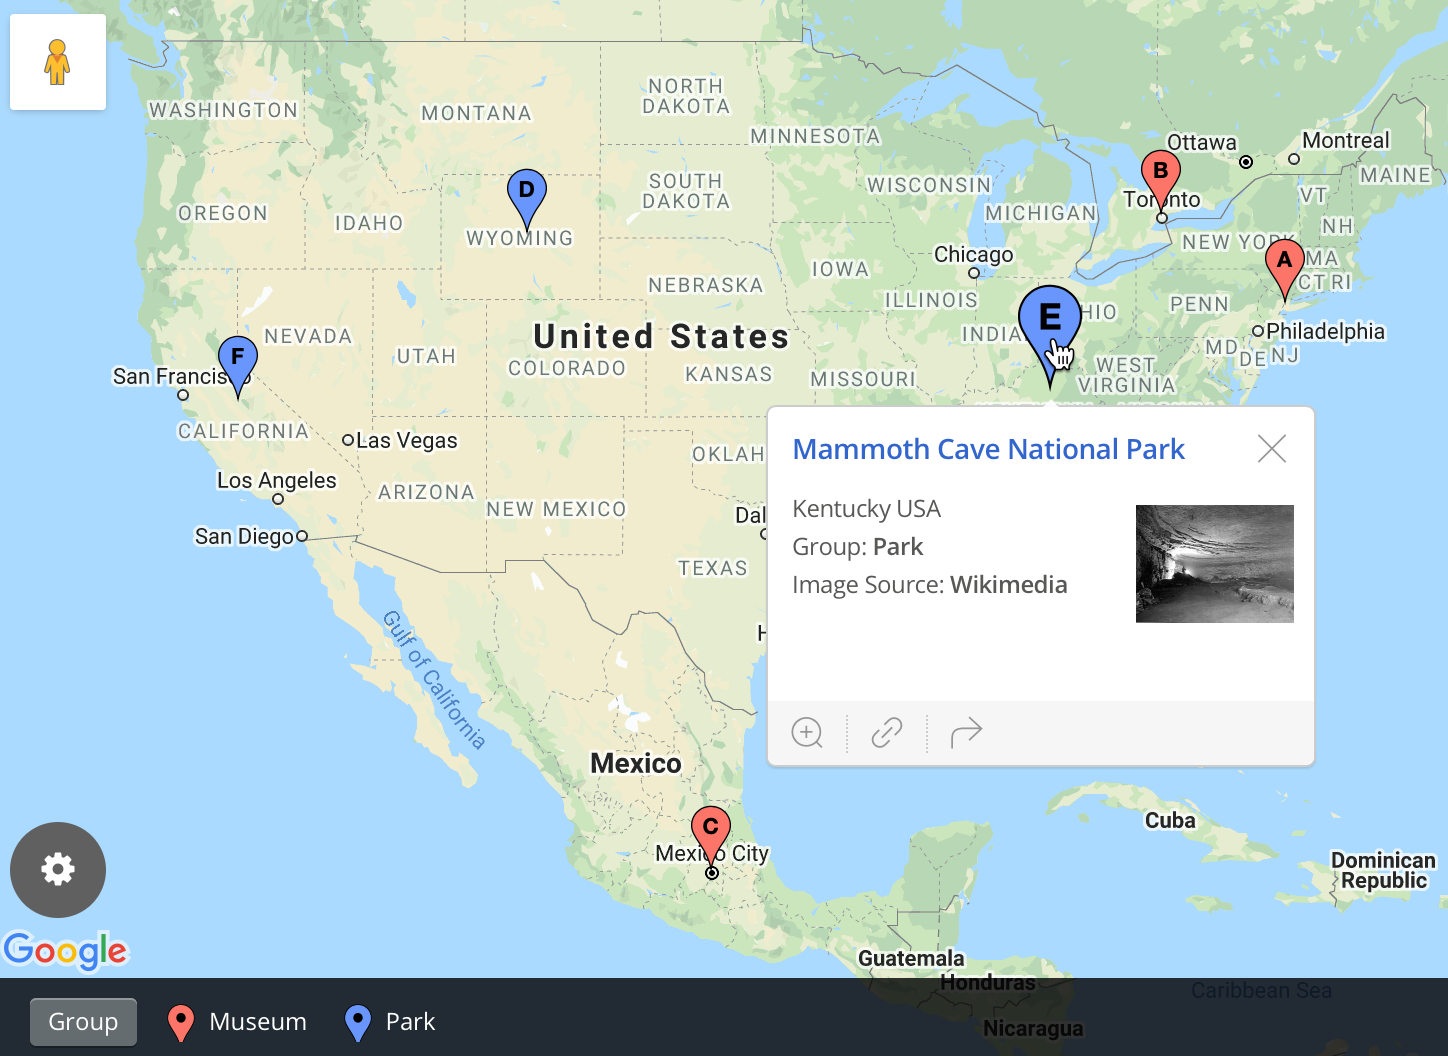 WASHINGTON
MONTANA
NORTH
DAKOTA
MINNESOTA
Ottawa
Montreal
MAINE
B
Toronto
VT
NH
WISCONSIN
MICHIGAN
SOUTH
DAKOTA
D
WYOMING
OREGON
IDAHO
NEW YORK
A
MA
CT RI
Chicago
IOWA
NEBRASKA
ILLINOIS
PENN
E
HIO
INDIA
Philadelphia
MD
DE
NJ
WEST
VIRGINIA
United States
NEVADA
UTAH
COLORADO
KANSAS
MISSOURI
F
San Francisco
CALIFORNIA
Las Vegas
Los Angeles
ARIZONA
NEW MEXICO
OKLAH
San Diego
Dal
TEXAS
H
Gulf of California
Mammoth Cave National Park
Kentucky USA
Group: Park
Image Source: Wikimedia
Mexico
C
Mexico City
Cuba
Dominican
Republic
Guatemala
Honduras
Caribbean Sea
Nicaragua
Google
Group
Museum
Park